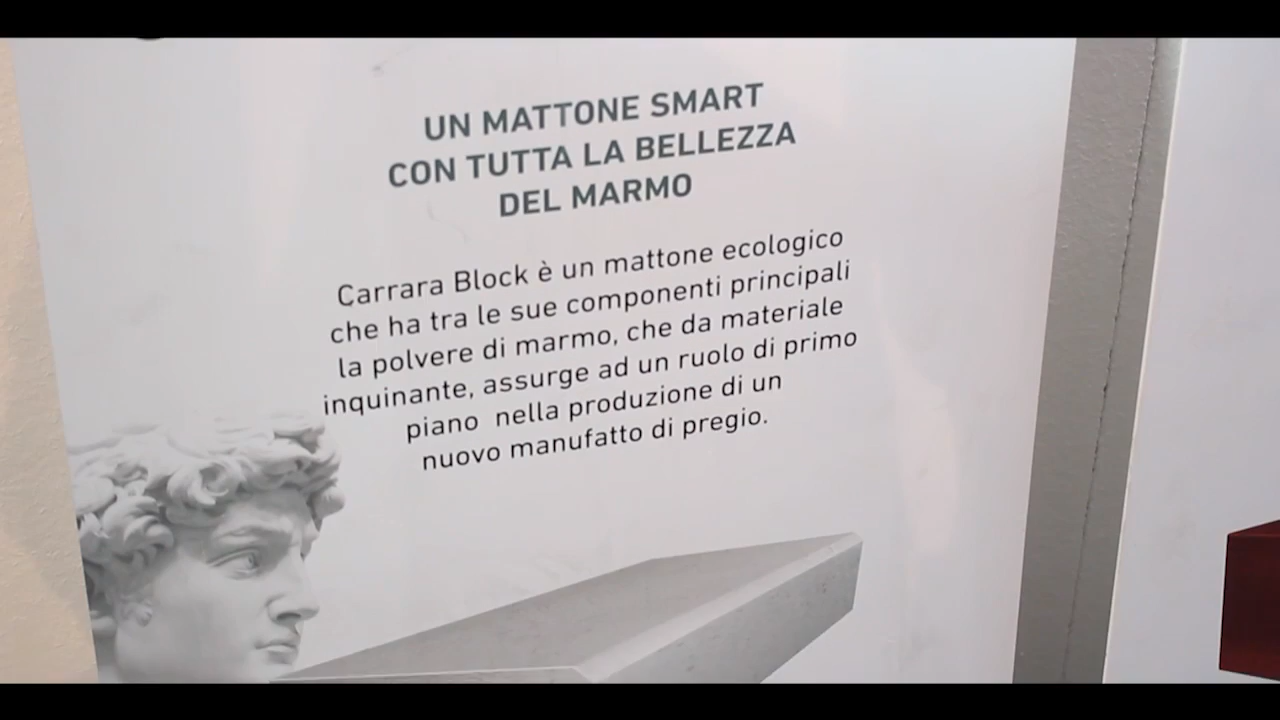 UN MATTONE SMART
CON TUTTA LA BELLEZZA
DEL MARMO
Carrara Block è un mattone ecologico
che ha tra le sue componenti principali
la polvere di marmo, che da materiale
inquinante, assurge ad un ruolo di primo
piano nella produzione di un
nuovo manufatto di pregio.